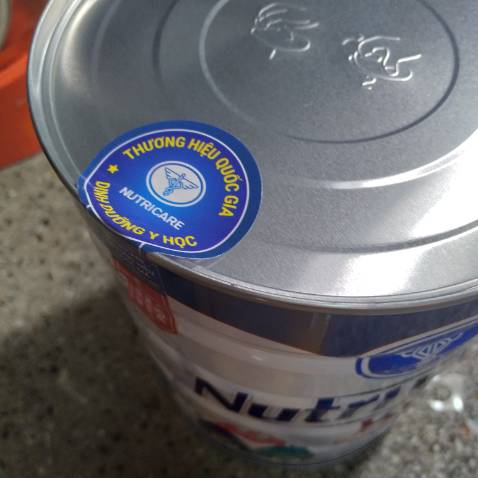 THƯƠNG HIỆU QUỐC GIA
NUTRICARE
DINH DƯỠNG Y HỌC
Nutri